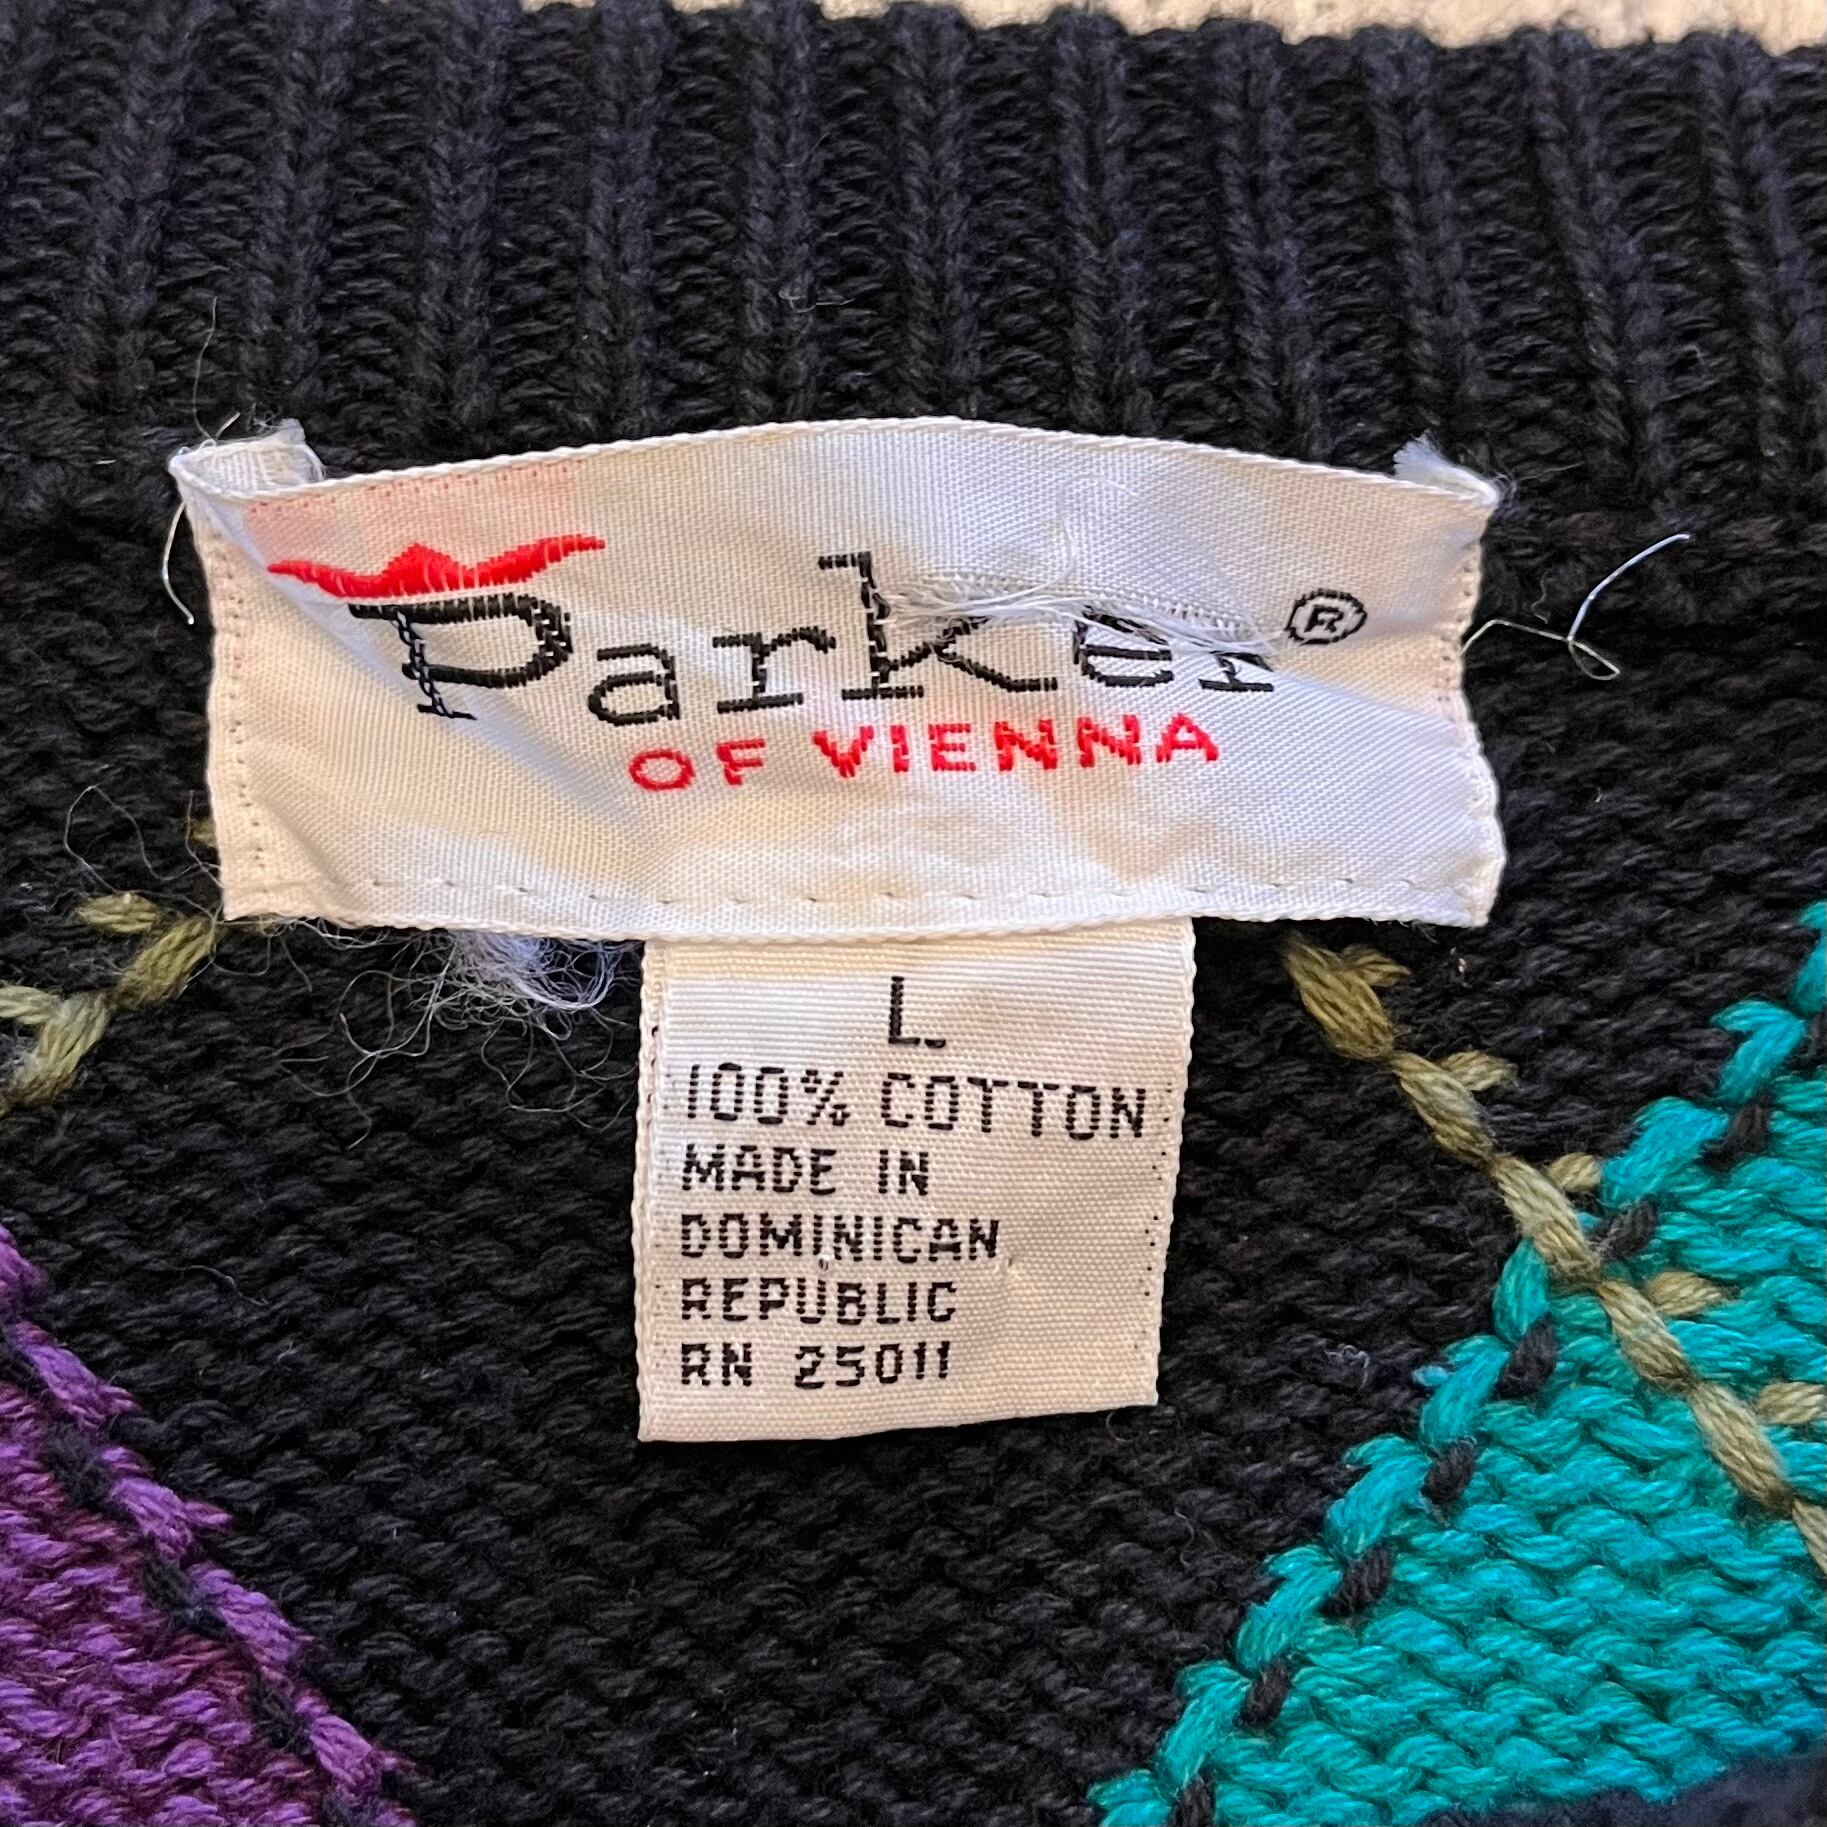 Parker®
OF VIENNA
L
100% COTTON
MADE IN
DOMINICAN
REPUBLIC
RN 25011